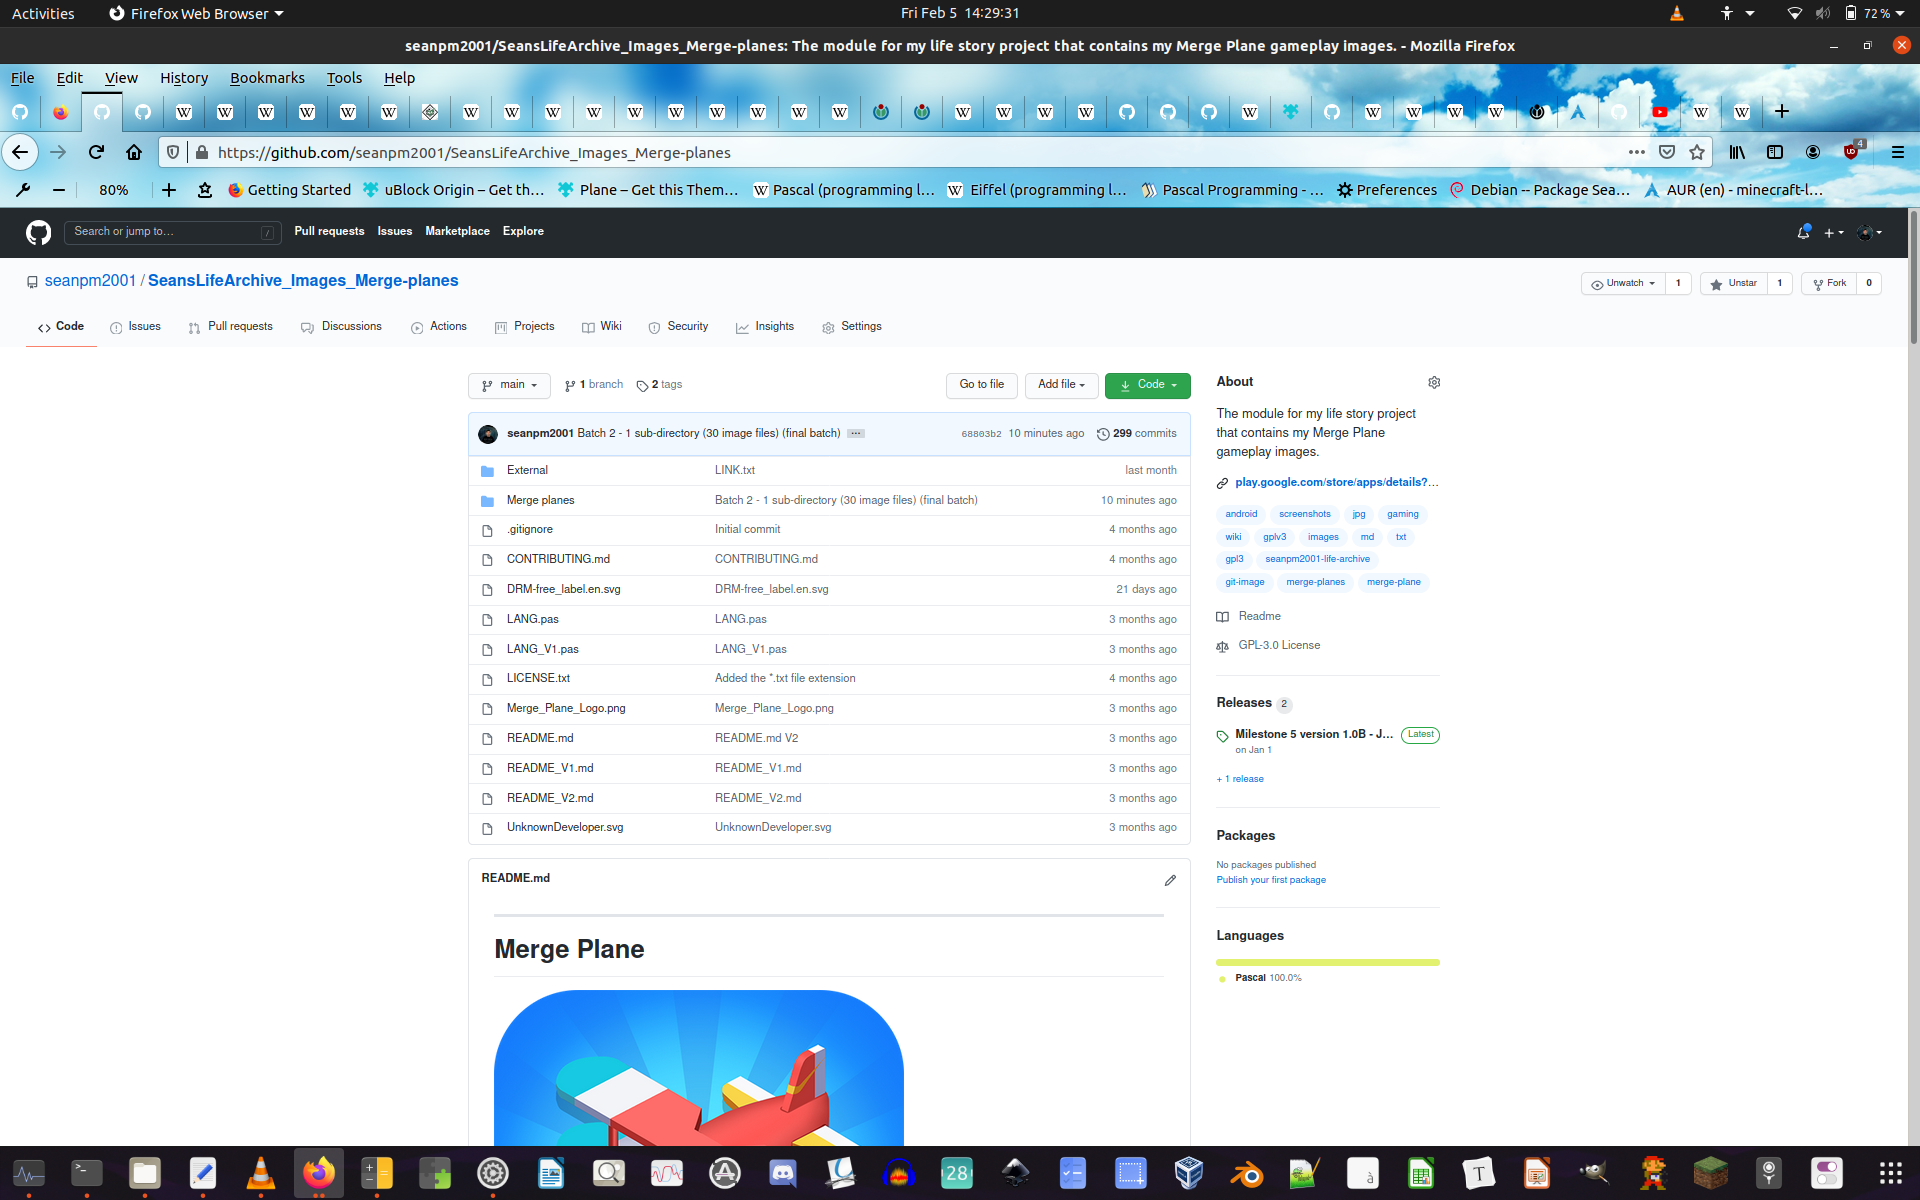 Activities
Firefox Web Browser
Fri Feb 5 14:29:31
72 %
seanpm2001/SeansLifeArchive_Images_Merge-planes: The module for my life story project that contains my Merge Plane gameplay images. - Mozilla Firefox
File Edit View History Bookmarks Tools Help
https://github.com/seanpm2001/SeansLifeArchive_Images_Merge-planes
4
80%
Getting Started
uBlock Origin – Get th…
Plane – Get this Them…
Pascal (programming l…
Eiffel (programming l…
Pascal Programming - …
Preferences
Debian -- Package Sea…
AUR (en) - minecraft-l…
Search or jump to…
/
Pull requests Issues Marketplace Explore
seanpm2001 / SeansLifeArchive_Images_Merge-planes
Unwatch 1
Unstar 1
Fork 0
Code Issues Pull requests Discussions Actions Projects Wiki Security Insights Settings
main
1 branch
2 tags
Go to file
Add file
Code
seanpm2001 Batch 2 - 1 sub-directory (30 image files) (final batch) ...
68803b2 10 minutes ago
299 commits
External LINK.txt last month
Merge planes Batch 2 - 1 sub-directory (30 image files) (final batch) 10 minutes ago
.gitignore Initial commit 4 months ago
CONTRIBUTING.md CONTRIBUTING.md 4 months ago
DRM-free_label.en.svg DRM-free_label.en.svg 21 days ago
LANG.pas LANG.pas 3 months ago
LANG_V1.pas LANG_V1.pas 3 months ago
LICENSE.txt Added the *.txt file extension 4 months ago
Merge_Plane_Logo.png Merge_Plane_Logo.png 3 months ago
README.md README.md V2 3 months ago
README_V1.md README_V1.md 3 months ago
README_V2.md README_V2.md 3 months ago
UnknownDeveloper.svg UnknownDeveloper.svg 3 months ago
README.md
Merge Plane
About
The module for my life story project
that contains my Merge Plane
gameplay images.
play.google.com/store/apps/details?…
android screenshots jpg gaming
wiki gplv3 images md txt
gpl3 seanpm2001-life-archive
git-image merge-planes merge-plane
Readme
GPL-3.0 License
Releases 2
Milestone 5 version 1.0B - J… Latest
on Jan 1
+ 1 release
Packages
No packages published
Publish your first package
Languages
Pascal 100.0%
28